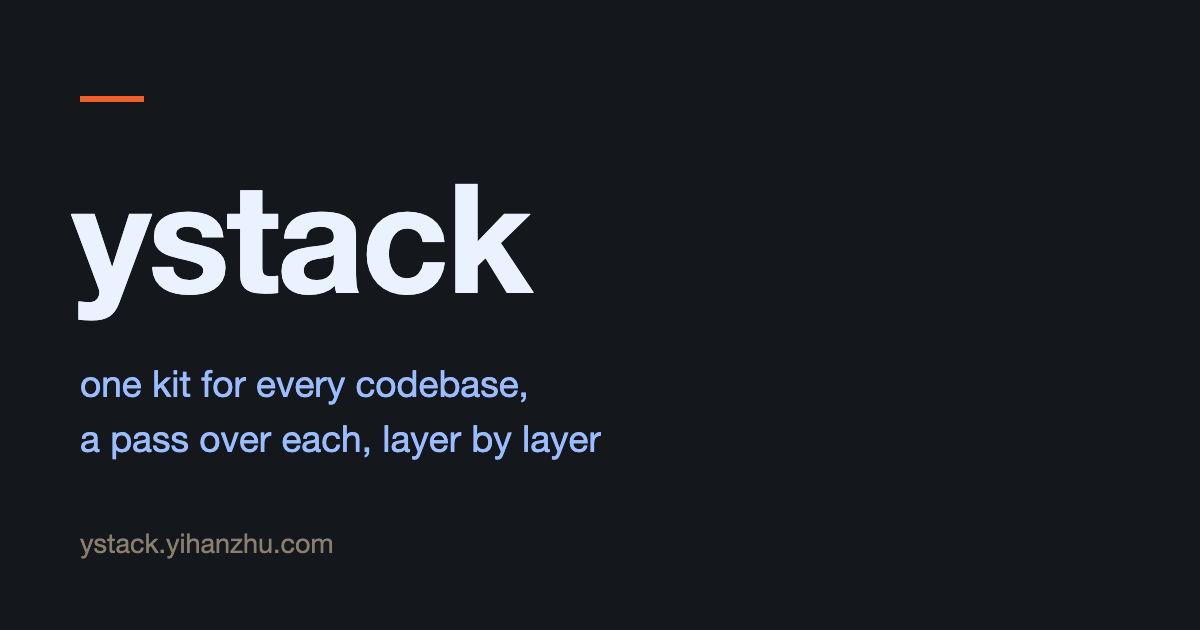 ystack
one kit for every codebase,
a pass over each, layer by layer
ystack.yihanzhu.com